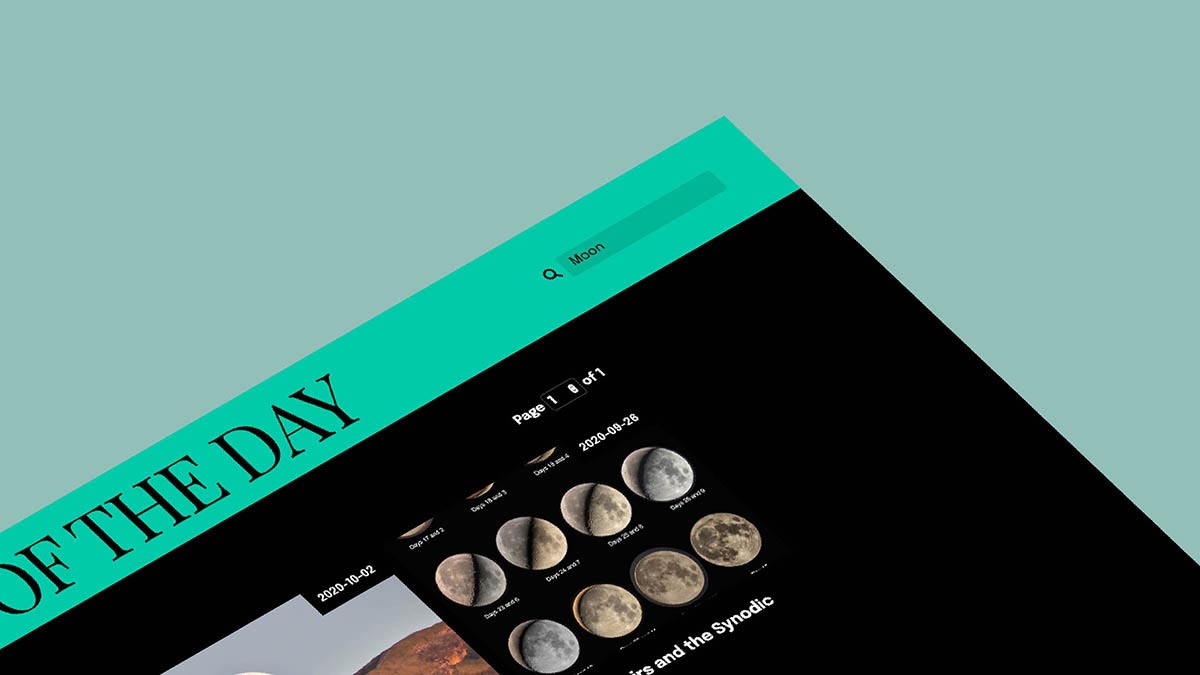 Moon
OF THE DAY
Page 1 of 1
2020-09-26
Days 19 and 4
Days 18 and 3
Days 17 and 2
Days 26 and 9
Days 25 and 8
Days 24 and 7
Days 23 and 6
2020-10-02
irs and the Synodic